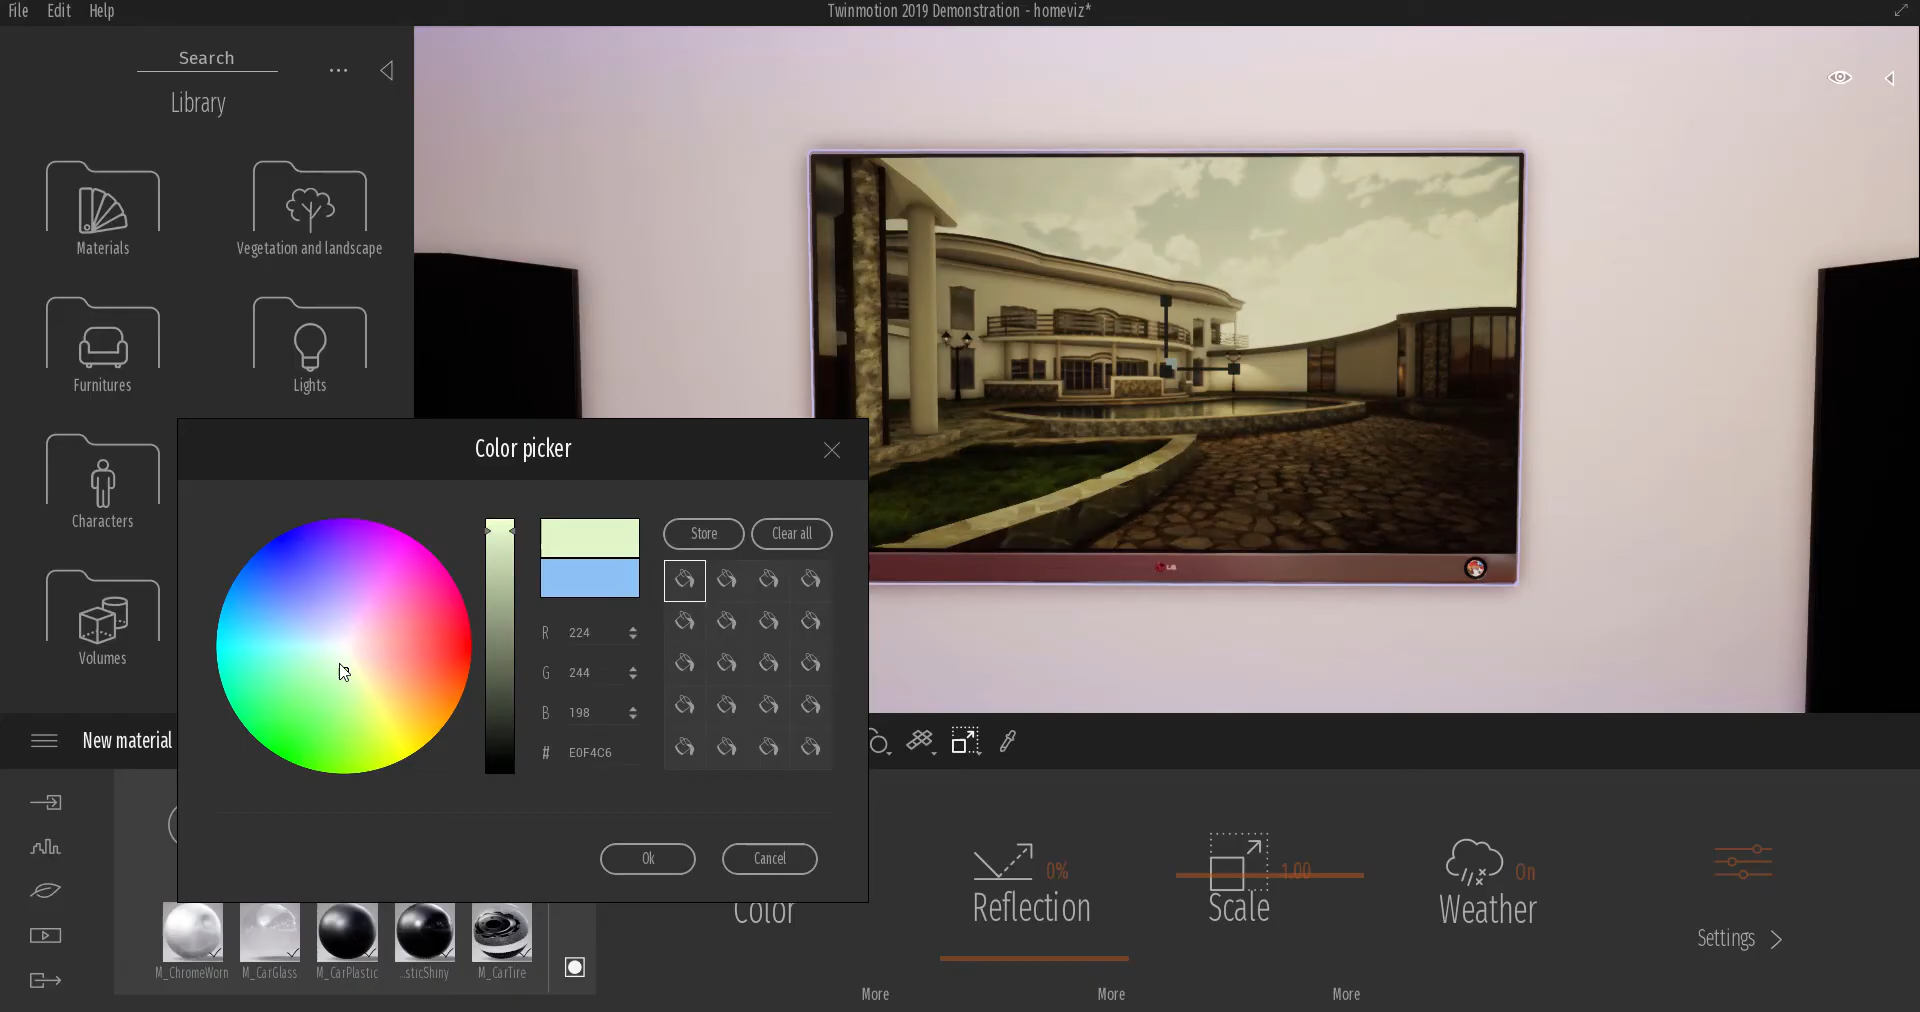 File Edit Help
Twinmotion 2019 Demonstration - homeviz*
Search
...
Library
Materials
Vegetation and landscape
Furnitures
Lights
Characters
Volumes
LG
Color picker
Store
Clear all
R 224
G 244
B 198
# E0F4C6
Ok
Cancel
New material
M_ChromeWorn
M_CarGlass
M_CarPlastic
...sticShiny
M_CarTire
Color
0%
Reflection
1.00
Scale
On
Weather
Settings
More
More
More